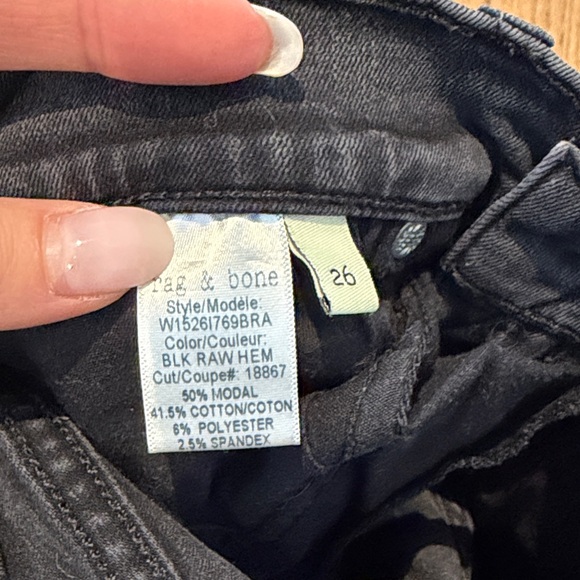 rag & bone
Style/Modèle:
W1526I769BRA
Color/Couleur:
BLK RAW HEM
Cut/Coupe#: 18867
50% MODAL
41.5% COTTON/COTON
6% POLYESTER
2.5% SPANDEX
26